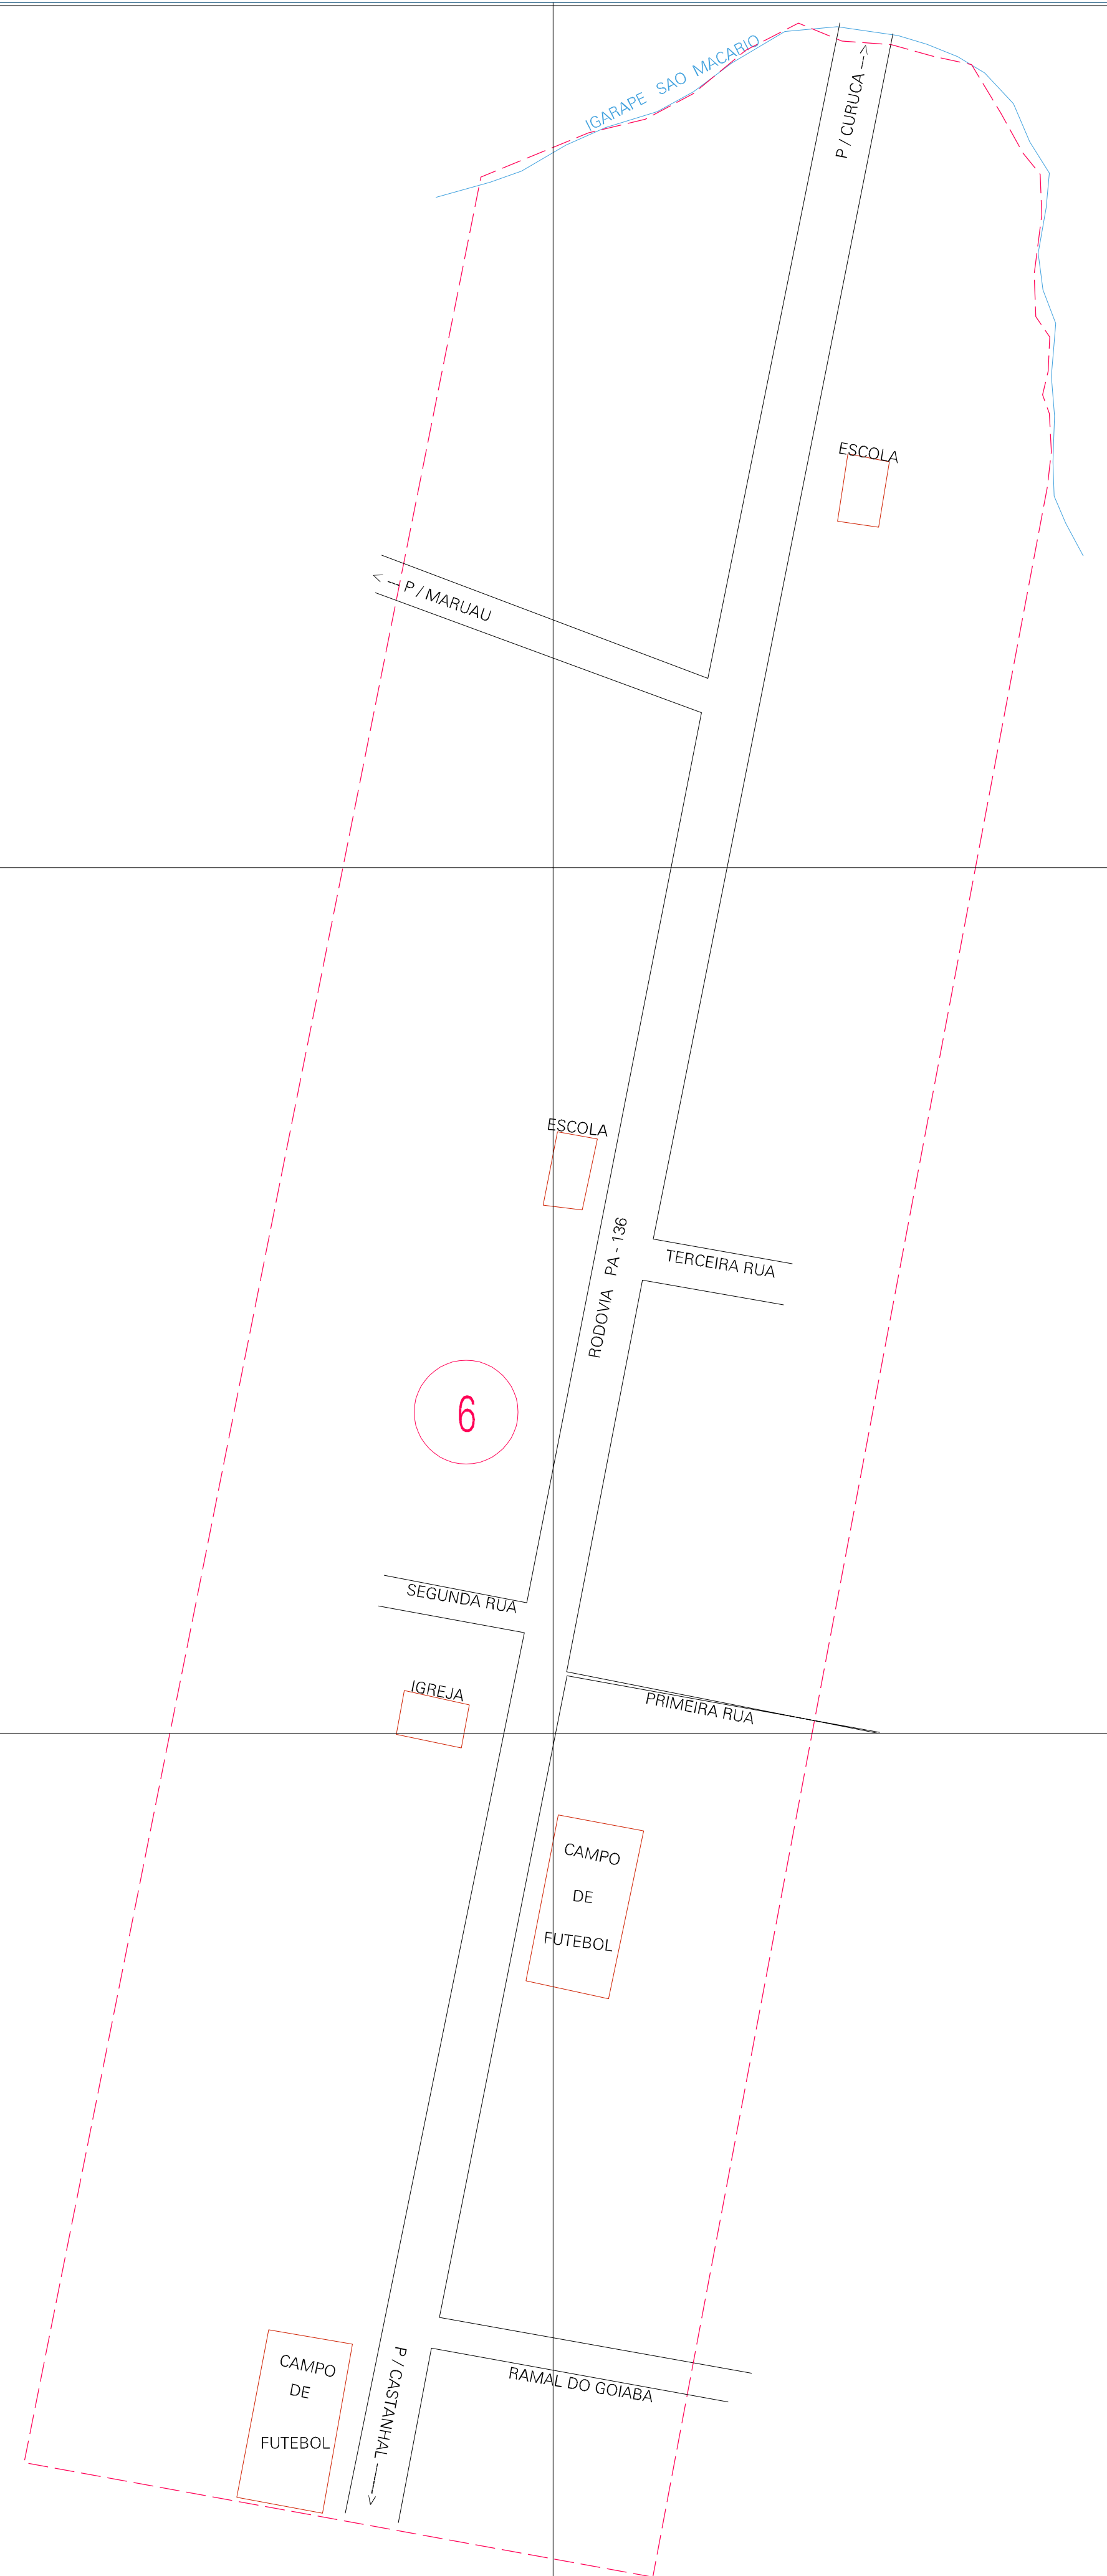 IGARAPE SAO MACARIO
P / CURUCA
ESCOLA
P / MARUAU
ESCOLA
RODOVIA PA - 136
TERCEIRA RUA
6
SEGUNDA RUA
IGREJA
PRIMEIRA RUA
CAMPO
DE
FUTEBOL
P / CASTANHAL
CAMPO
DE
FUTEBOL
RAMAL DO GOIABA